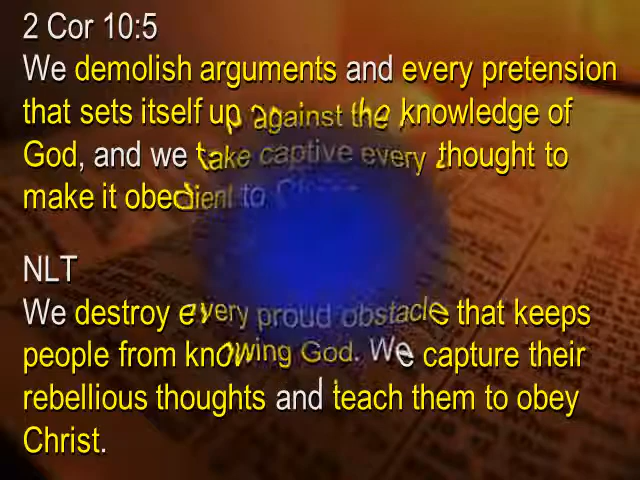 2 Cor 10:5
We demolish arguments and every pretension
that sets itself up against the knowledge of
God, and we take captive every thought to
make it obedient to
NLT
We destroy every proud obstacle that keeps
people from knowing God. We capture their
rebellious thoughts and teach them to obey
Christ.